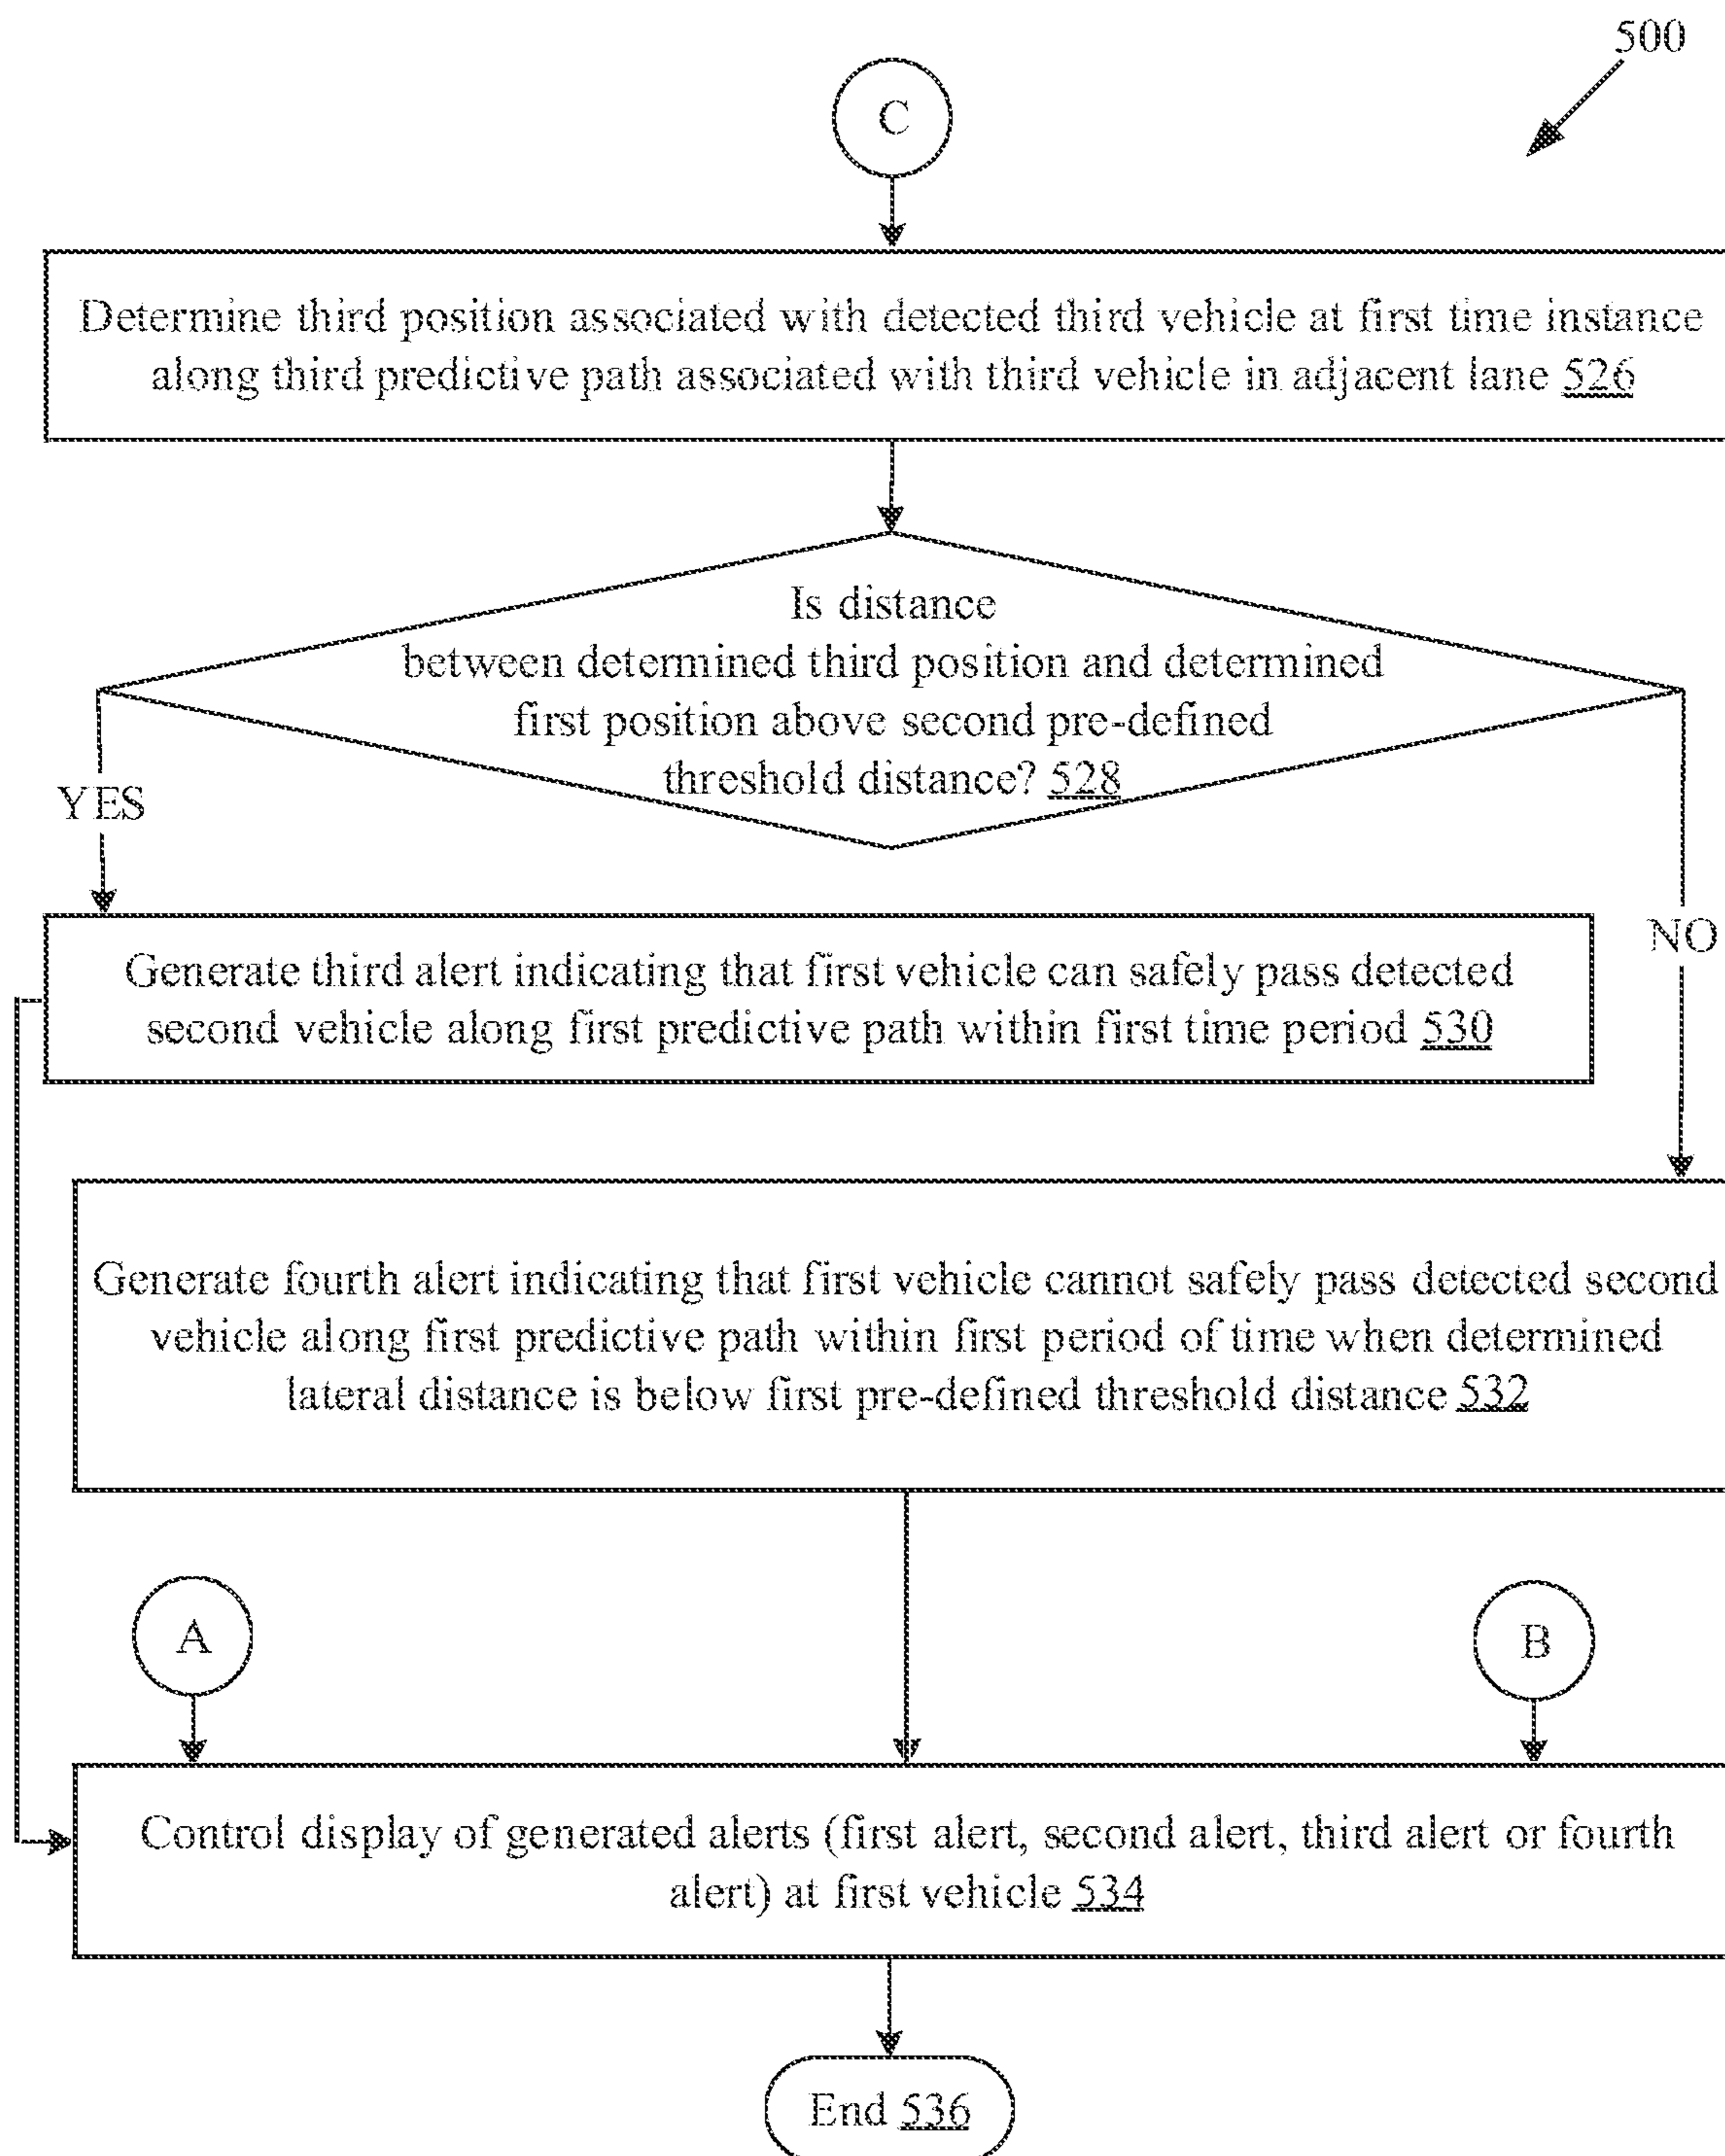 500
C
Determine third position associated with detected third vehicle at first time instance
along third predictive path associated with third vehicle in adjacent lane 526
Is distance
between determined third position and determined
first position above second pre-defined
threshold distance? 528
YES
NO
Generate third alert indicating that first vehicle can safely pass detected
second vehicle along first predictive path within first time period 530
Generate fourth alert indicating that first vehicle cannot safely pass detected second
vehicle along first predictive path within first period of time when determined
lateral distance is below first pre-defined threshold distance 532
A
B
Control display of generated alerts (first alert, second alert, third alert or fourth
alert) at first vehicle 534
End 536